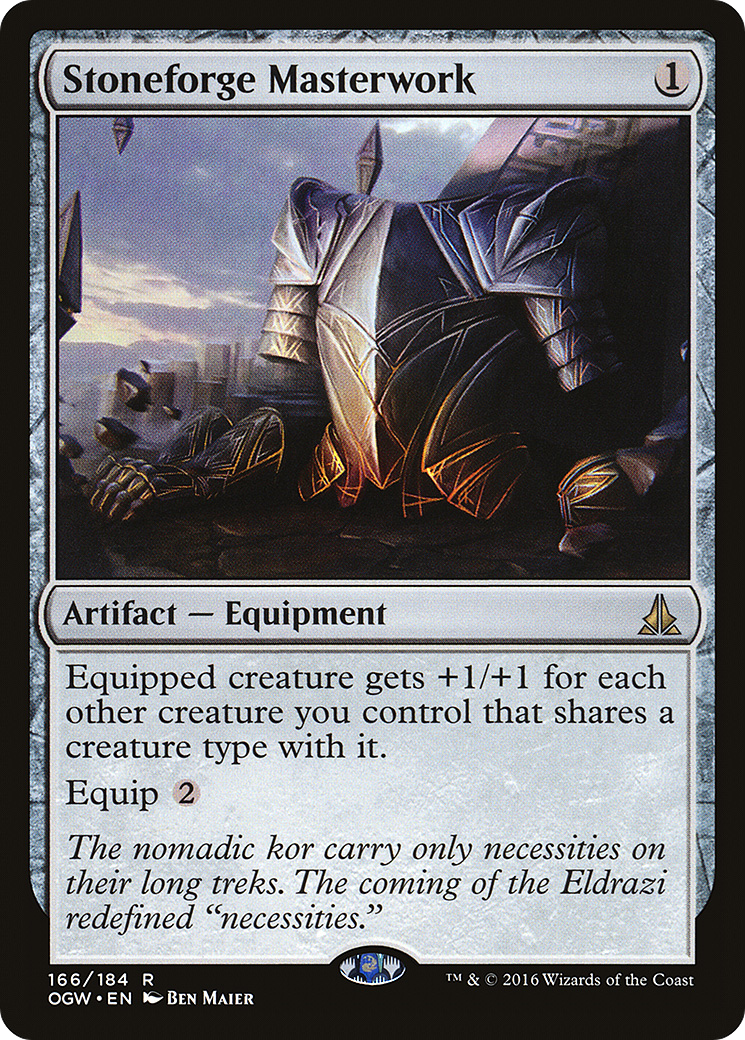 Stoneforge Masterwork 1
Artifact — Equipment
Equipped creature gets +1/+1 for each
other creature you control that shares a
creature type with it.
Equip 2
The nomadic kor carry only necessities on
their long treks. The coming of the Eldrazi
redefined “necessities.”
166/184 R
OGW • EN Ben Maier
™ & © 2016 Wizards of the Coast